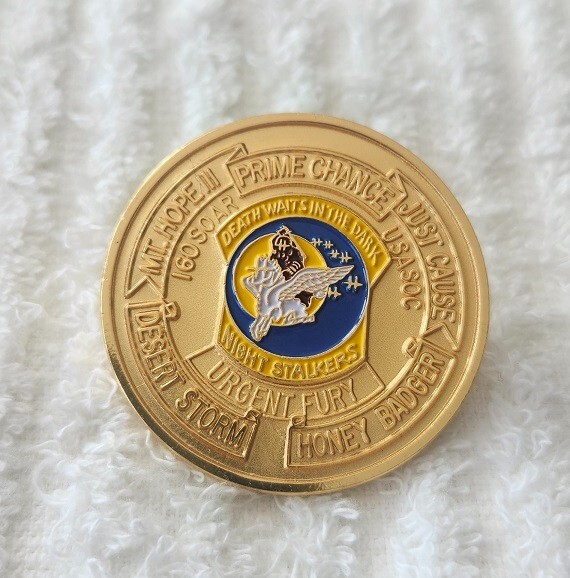 MT. HOPE III
PRIME CHANCE
JUST CAUSE
160 SOAR
USASOC
DEATH WAITS IN THE DARK
NIGHT STALKERS
URGENT FURY
DESERT STORM
HONEY BADGER